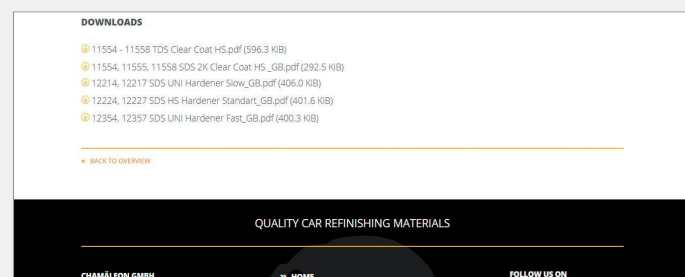 DOWNLOADS
11554 - 11558 TDS Clear Coat HS.pdf (596.3 KiB)
11554, 11555, 11558 SDS 2K Clear Coat HS _GB.pdf (292.5 KiB)
12214, 12217 SDS UNI Hardener Slow_GB.pdf (406.0 KiB)
12224, 12227 SDS HS Hardener Standart_GB.pdf (401.6 KiB)
12354, 12357 SDS UNI Hardener Fast_GB.pdf (400.3 KiB)
» BACK TO OVERVIEW
QUALITY CAR REFINISHING MATERIALS
CHAMÄLEON GMBH
» HOME
FOLLOW US ON